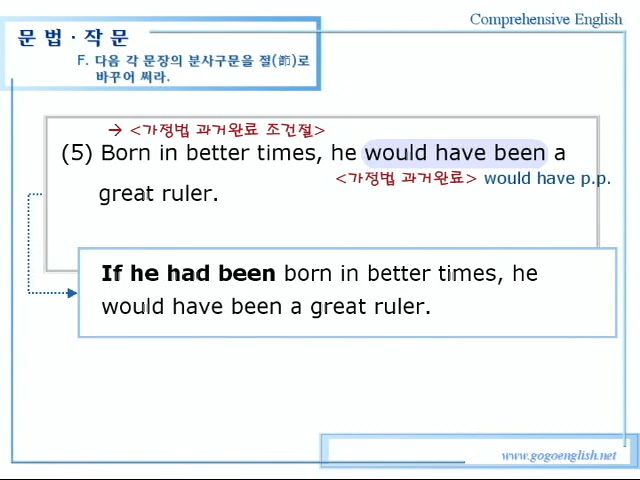 Comprehensive English
문 법 · 작 문
F. 다음 각 문장의 분사구문을 절(節)로
바꾸어 써라.
→ <가정법 과거완료 조건절>
(5) Born in better times, he would have been a
<가정법 과거완료> would have p.p.
great ruler.
If he had been born in better times, he
would have been a great ruler.
www.gogoenglish.net